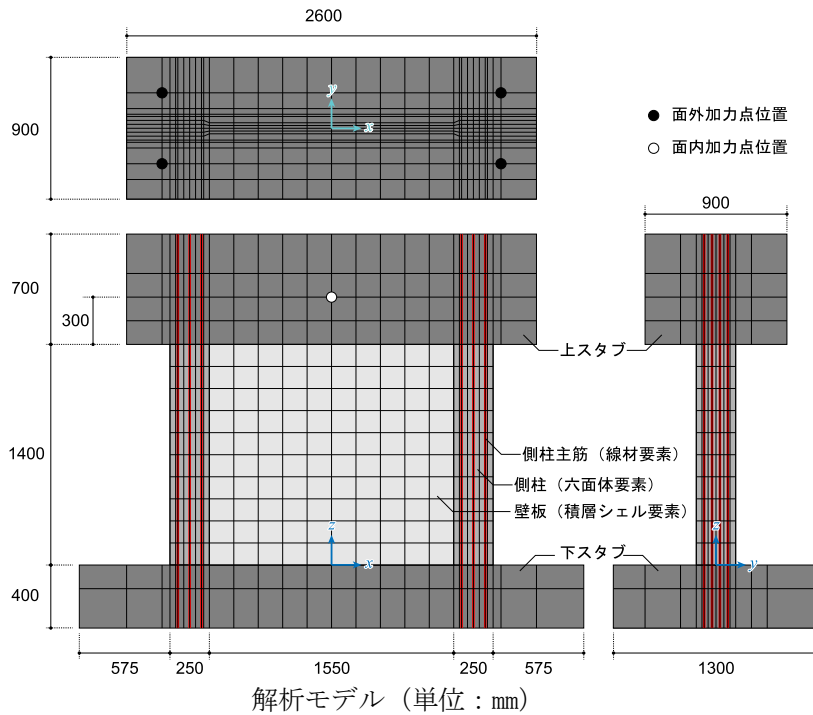 2600
900
y
x
面外加力点位置
面内加力点位置
900
700
300
上スタブ
1400
側柱主筋（線材要素）
側柱（六面体要素）
壁板（積層シェル要素）
z
x
z
y
下スタブ
400
575
250
1550
250
575
1300
解析モデル（単位：㎜）